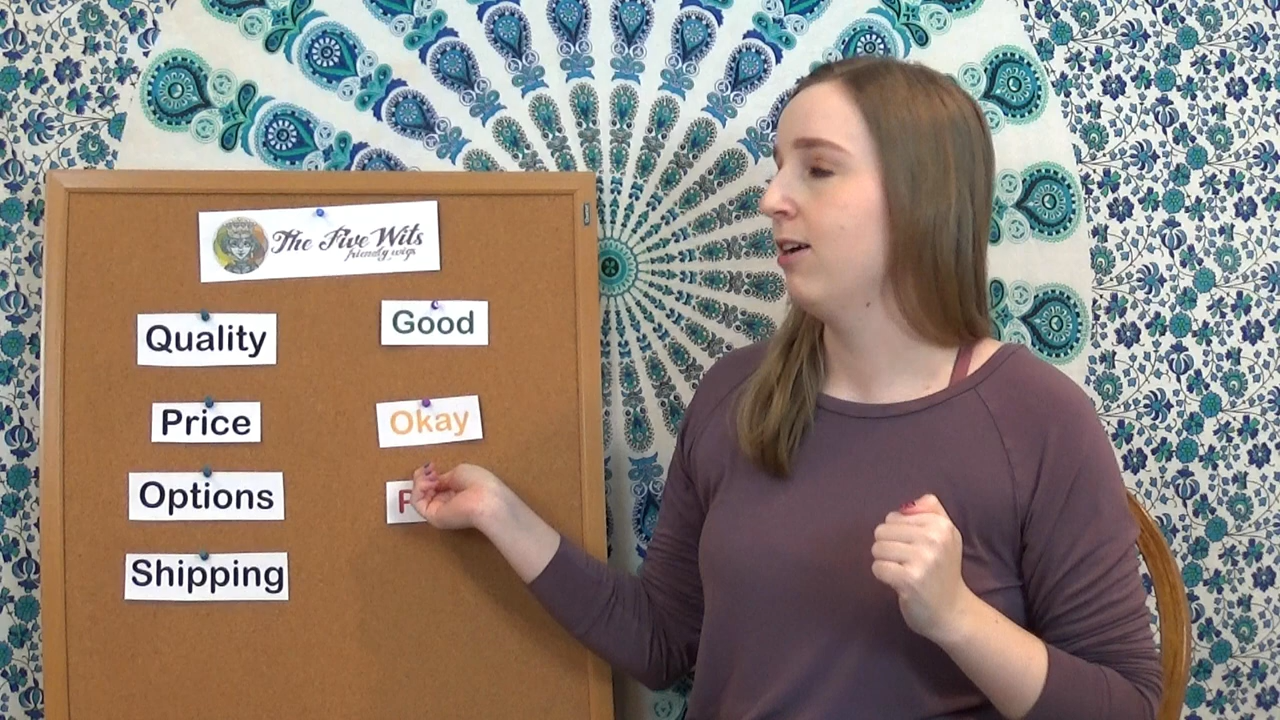 The Five Wits
friendly wigs
Quality
Good
Price
Okay
Options
Shipping